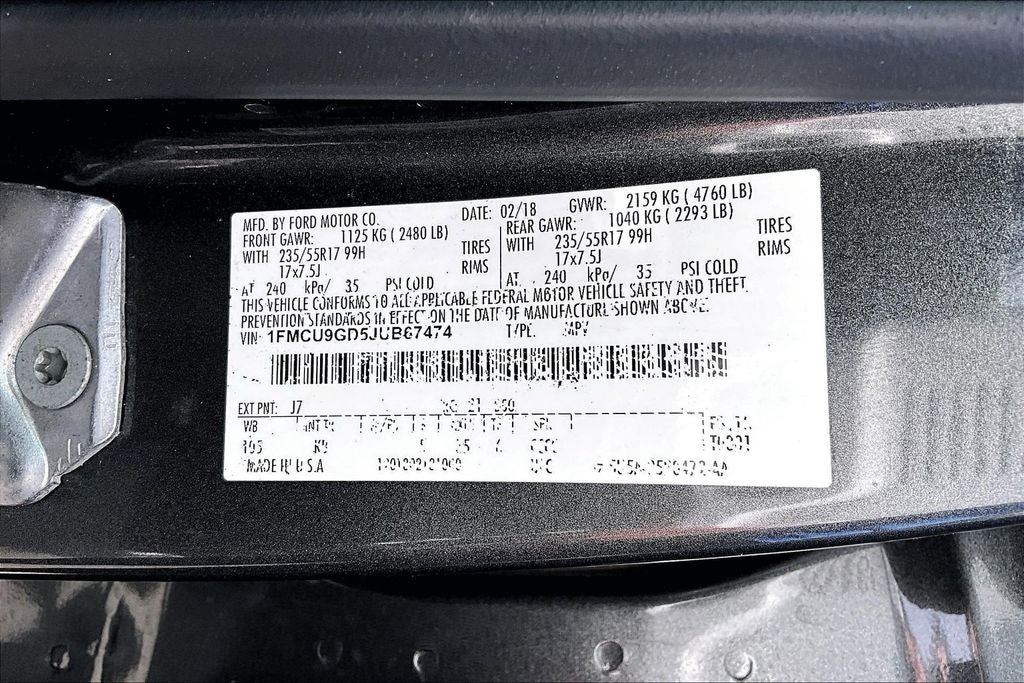 MFD. BY FORD MOTOR CO. DATE: 02/18 GVWR: 2159 KG ( 4760 LB)
FRONT GAWR: 1125 KG ( 2480 LB) REAR GAWR: 1040 KG ( 2293 LB)
WITH 235/55R17 99H TIRES WITH 235/55R17 99H TIRES
17x7.5J RIMS 17x7.5J RIMS
AT 240 kPa/ 35 PSI COLD AT 240 kPa/ 35 PSI COLD
THIS VEHICLE CONFORMS TO ALL APPLICABLE FEDERAL MOTOR VEHICLE SAFETY AND THEFT
PREVENTION STANDARDS IN EFFECT ON THE DATE OF MANUFACTURE SHOWN ABOVE.
VIN: 1FMCU9GD5JUB67474 TYPE: MPV
EXT PNT: J7
WB
MADE IN U.S.A